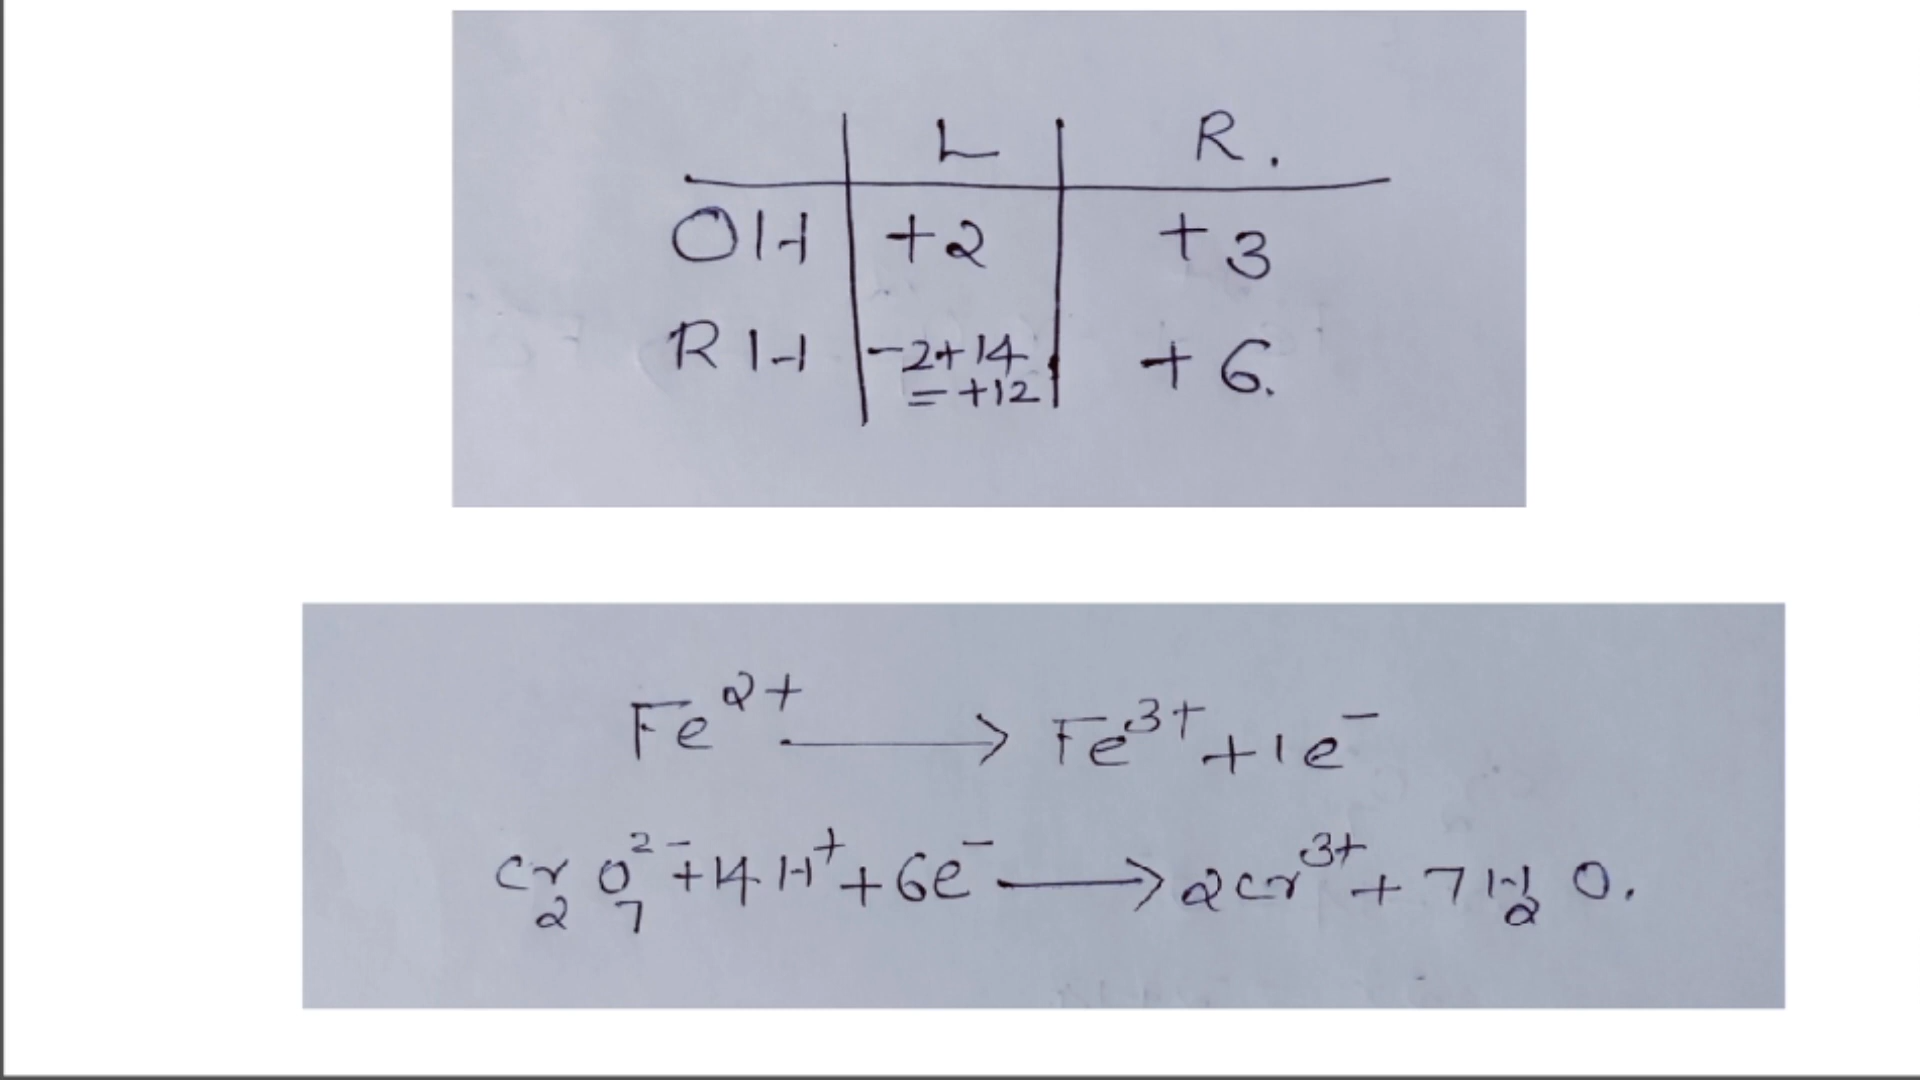 L R.
OH +2 +3
RH -2+14 +6.
= +12
Fe²⁺ ⟶ Fe³⁺ + 1e⁻
Cr₂O₇²⁻ + 14H⁺ + 6e⁻ ⟶ 2Cr³⁺ + 7H₂O.